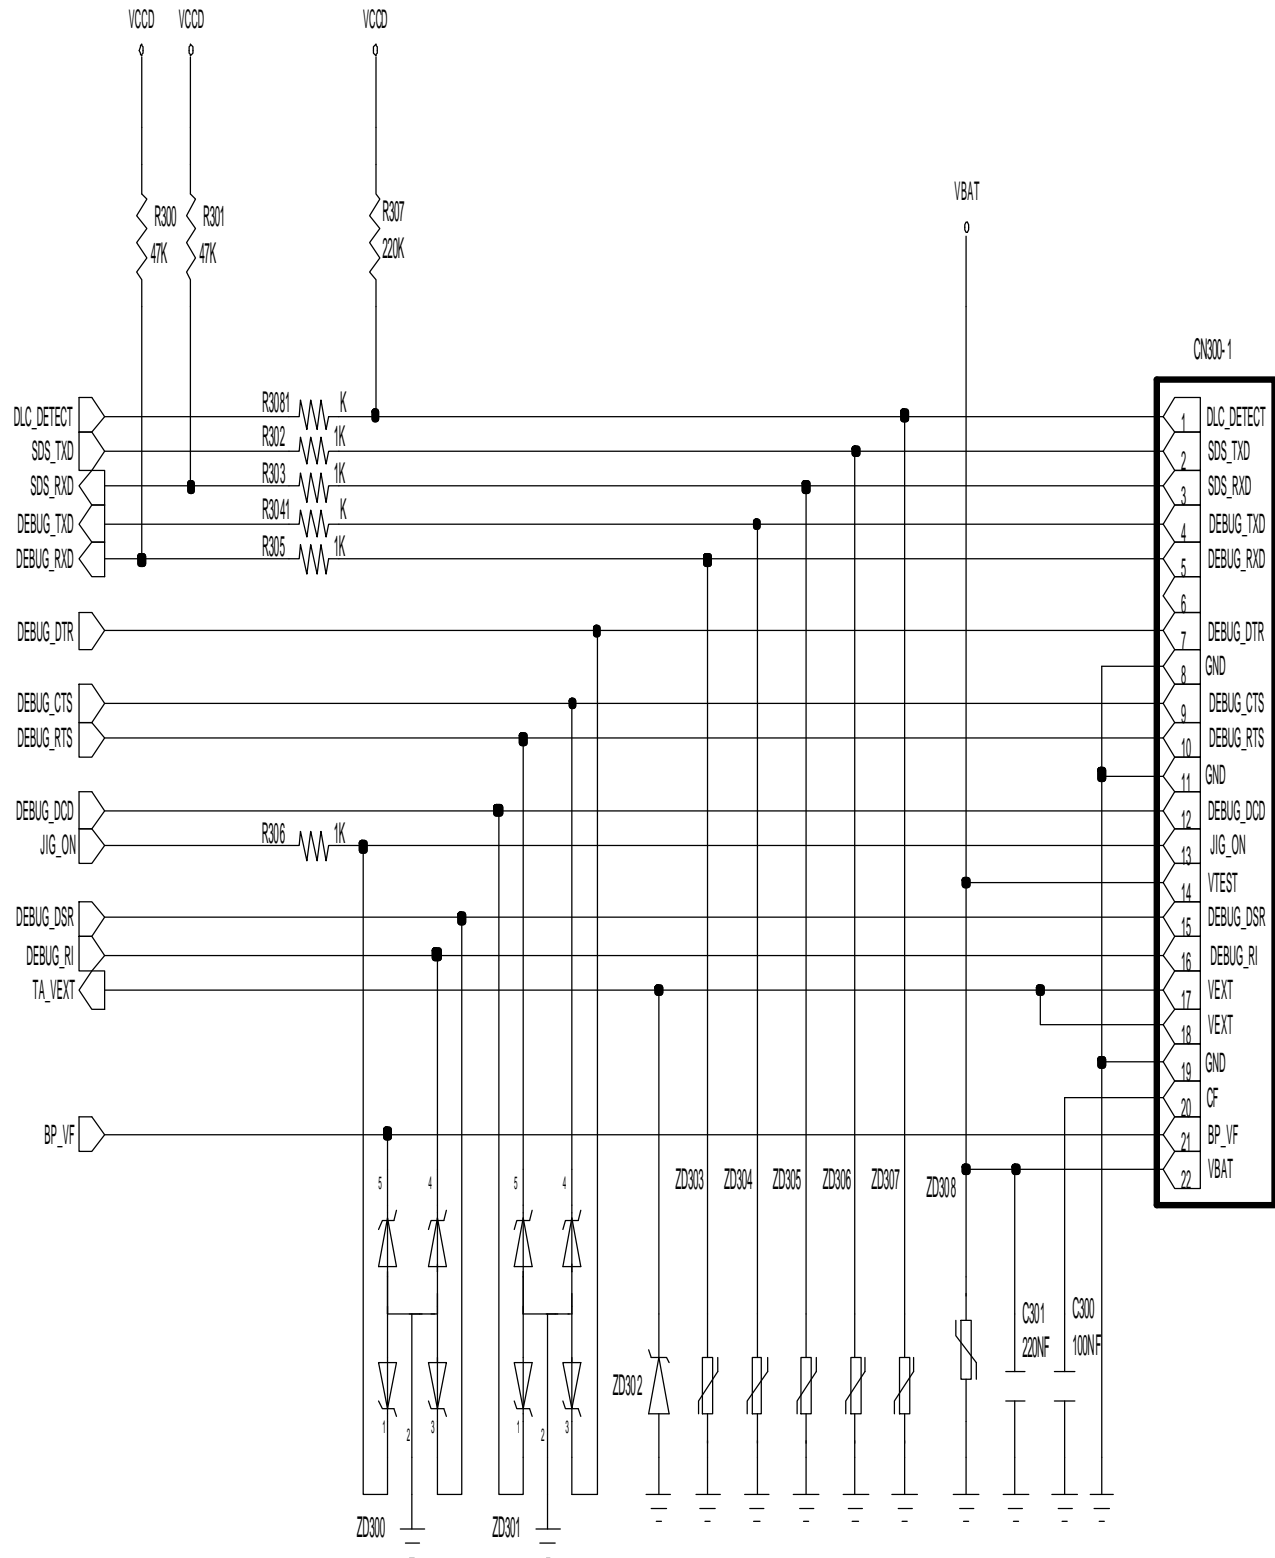 VCCD VCCD VCCD
VBAT
R300
47K
R301
47K
R307
220K
CN300-1
DLC_DETECT R3081 K 1 DLC_DETECT
SDS_TXD R302 1K 2 SDS_TXD
SDS_RXD R303 1K 3 SDS_RXD
DEBUG_TXD R3041 K 4 DEBUG_TXD
DEBUG_RXD R305 1K 5 DEBUG_RXD
6
DEBUG_DTR 7 DEBUG_DTR
8 GND
DEBUG_CTS 9 DEBUG_CTS
DEBUG_RTS 10 DEBUG_RTS
11 GND
DEBUG_DCD 12 DEBUG_DCD
JIG_ON R306 1K 13 JIG_ON
14 VTEST
DEBUG_DSR 15 DEBUG_DSR
DEBUG_RI 16 DEBUG_RI
TA_VEXT 17 VEXT
18 VEXT
19 GND
20 CF
BP_VF 21 BP_VF
22 VBAT
5 4 5 4 ZD303 ZD304 ZD305 ZD306 ZD307 ZD308
C301
220NF
C300
100NF
ZD302
1 2 3 1 2 3
ZD300 ZD301